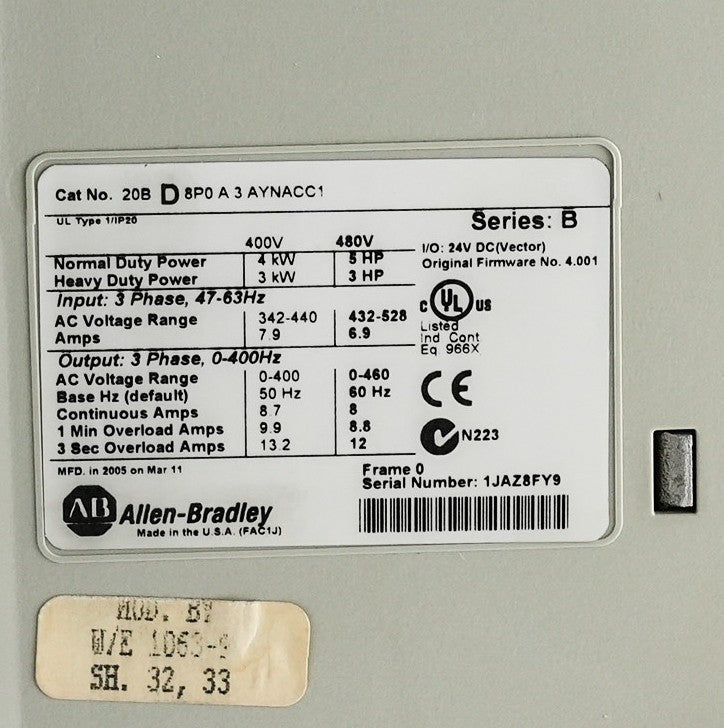 Cat No. 20B D 8P0 A 3 AYNACC1
UL Type 1/IP20
Series: B
400V 480V
I/O: 24V DC(Vector)
Normal Duty Power 4 kW 5 HP
Original Firmware No. 4.001
Heavy Duty Power 3 kW 3 HP
Input: 3 Phase, 47-63Hz
AC Voltage Range 342-440 432-528
Amps 7.9 6.9
C UL US
Listed
Ind Cont
Eq 966X
Output: 3 Phase, 0-400Hz
AC Voltage Range 0-400 0-460
Base Hz (default) 50 Hz 60 Hz
Continuous Amps 8.7 8
1 Min Overload Amps 9.9 8.8
3 Sec Overload Amps 13.2 12
CE
N223
MFD. in 2005 on Mar 11
Frame 0
Serial Number: 1JAZ8FY9
AB Allen-Bradley
Made in the U.S.A. (FAC1J)
MOD. BY
W/E 1063-
SH. 32, 33